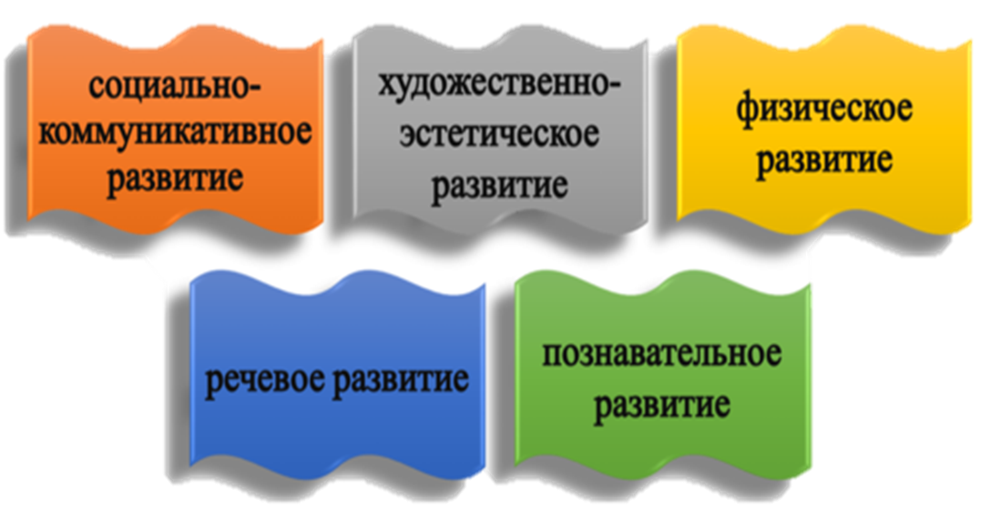 социально-
коммуникативное
развитие
художественно-
эстетическое
развитие
физическое
развитие
речевое развитие
познавательное
развитие